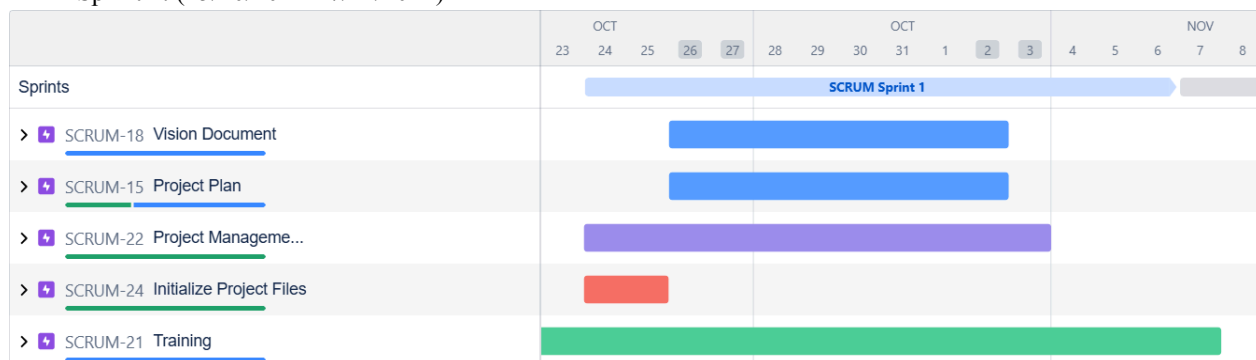 OCT OCT NOV
23 24 25 26 27 28 29 30 31 1 2 3 4 5 6 7 8
Sprints SCRUM Sprint 1
SCRUM-18 Vision Document
SCRUM-15 Project Plan
SCRUM-22 Project Manageme...
SCRUM-24 Initialize Project Files
SCRUM-21 Training